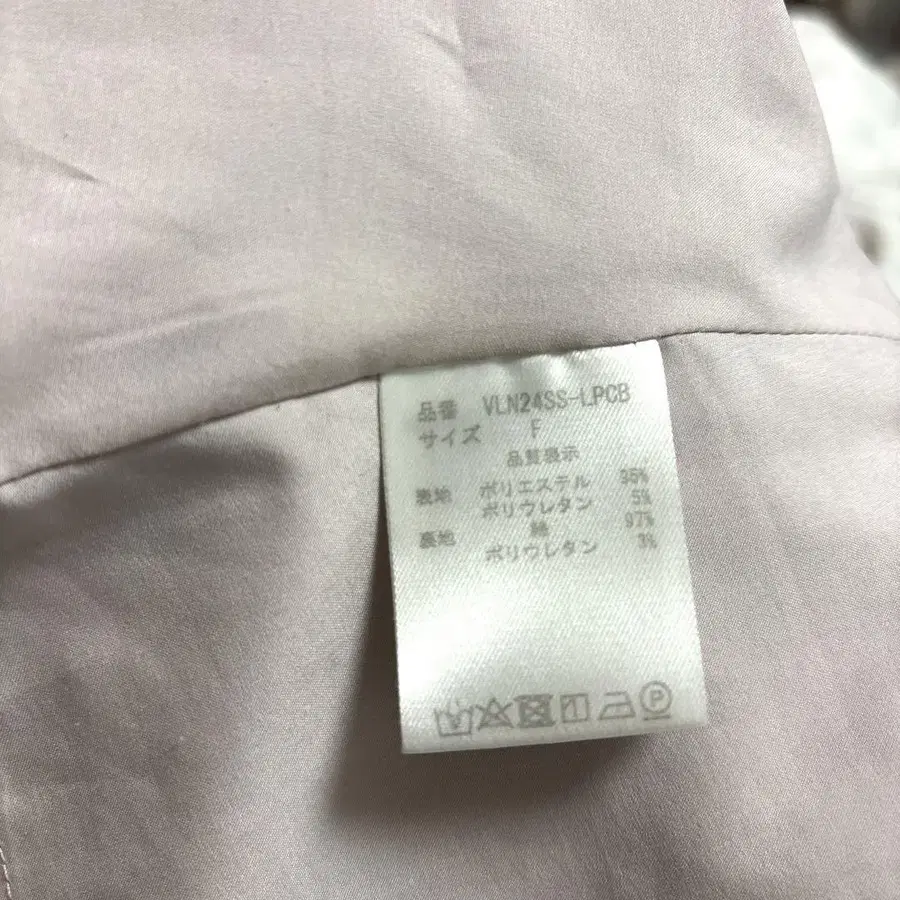 品番 VLN24SS-LPCB
サイズ F
品質表示
表地 ポリエステル 95%
ポリウレタン 5%
裏地 綿 97%
ポリウレタン 3%
P